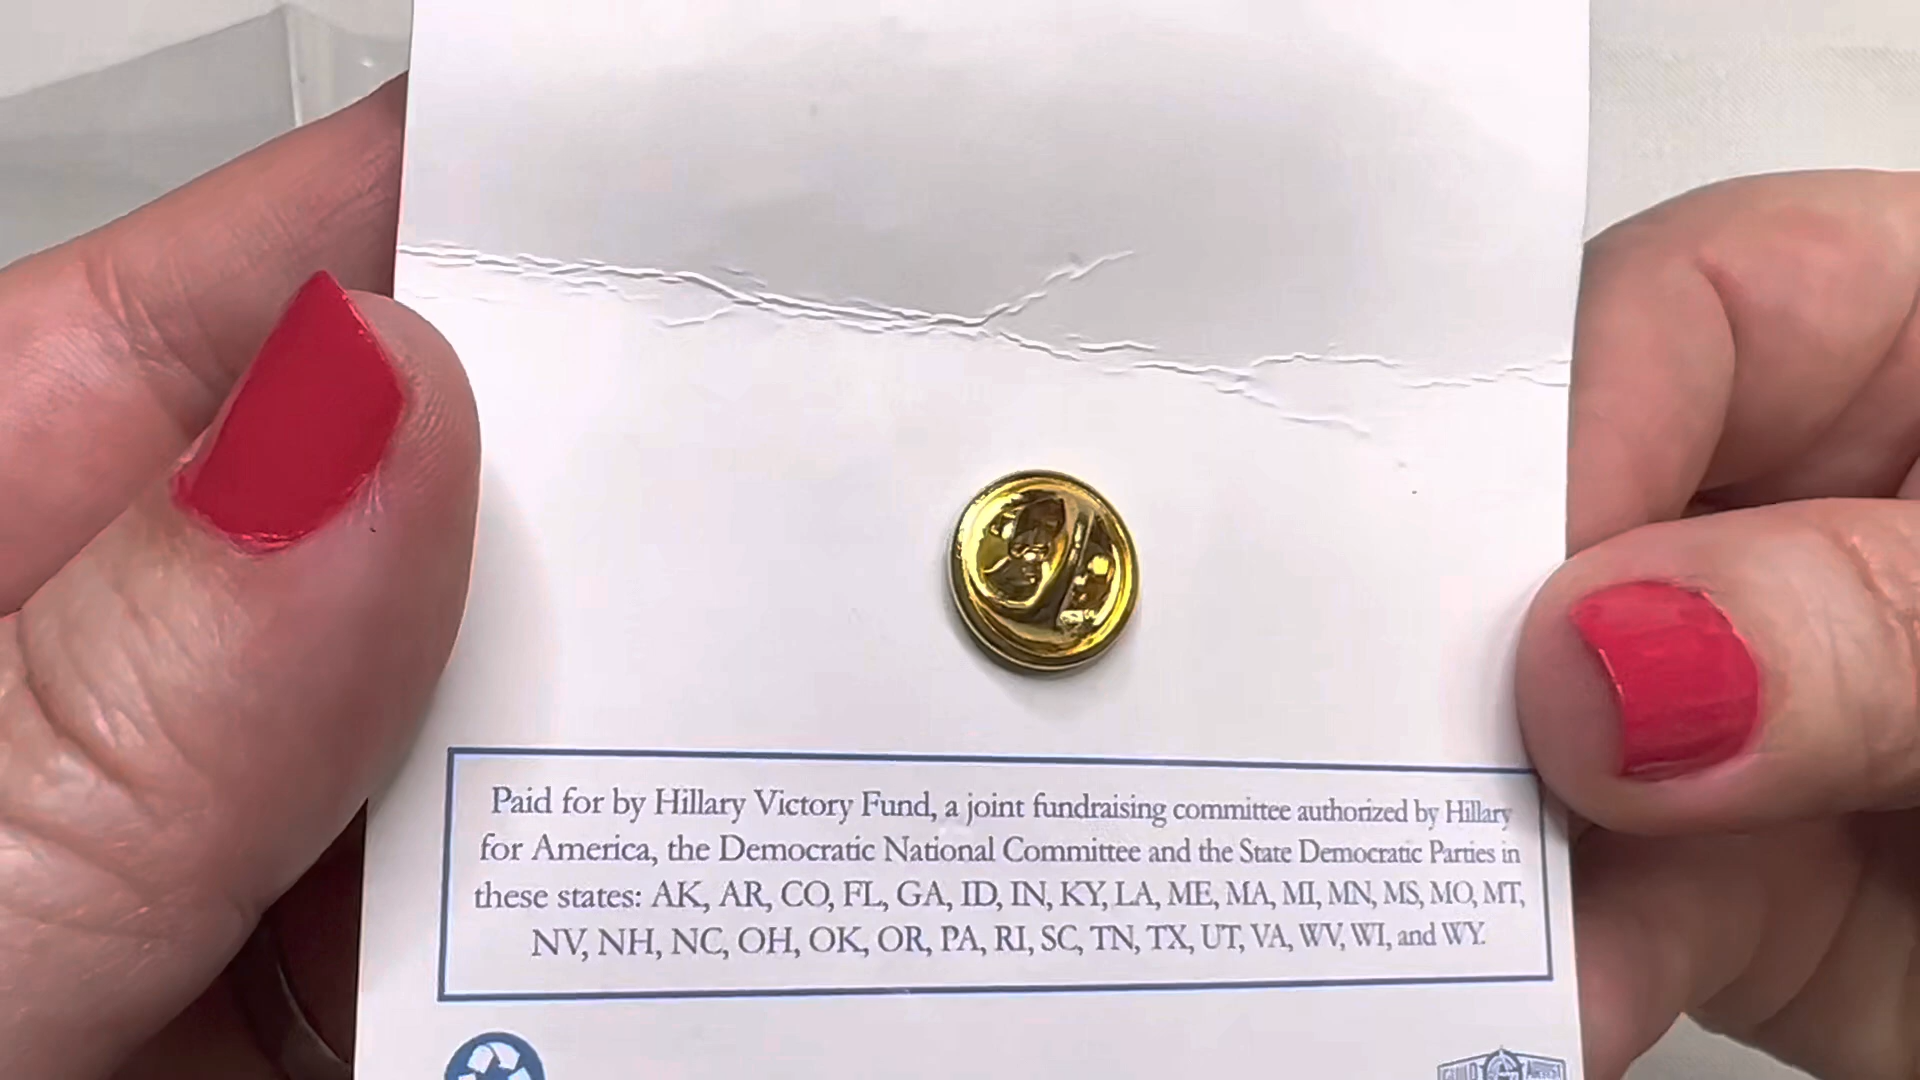 Paid for by Hillary Victory Fund, a joint fundraising committee authorized by Hillary
for America, the Democratic National Committee and the State Democratic Parties in
these states: AK, AR, CO, FL, GA, ID, IN, KY, LA, ME, MA, MI, MN, MS, MO, MT,
NV, NH, NC, OH, OK, OR, PA, RI, SC, TN, TX, UT, VA, WV, WI, and WY.
GUILD